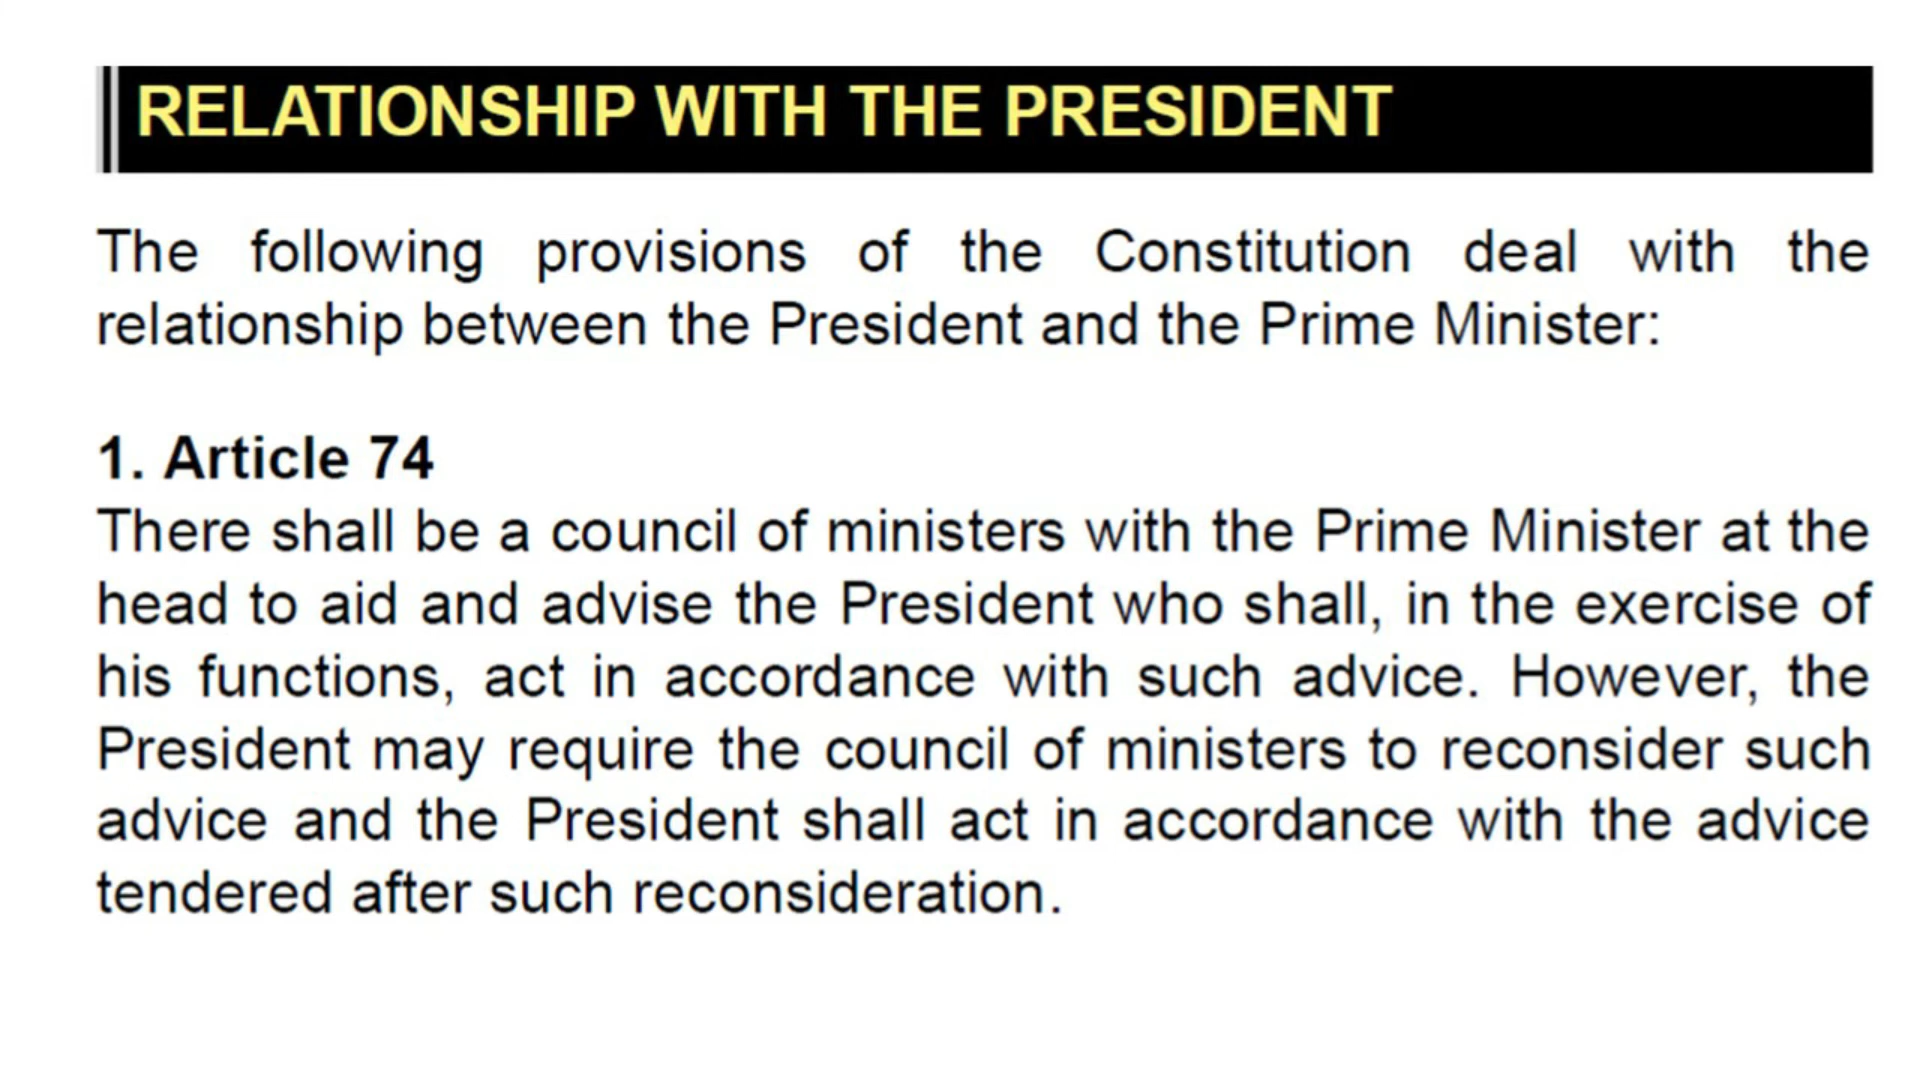 RELATIONSHIP WITH THE PRESIDENT
The following provisions of the Constitution deal with the
relationship between the President and the Prime Minister:
1. Article 74
There shall be a council of ministers with the Prime Minister at the
head to aid and advise the President who shall, in the exercise of
his functions, act in accordance with such advice. However, the
President may require the council of ministers to reconsider such
advice and the President shall act in accordance with the advice
tendered after such reconsideration.